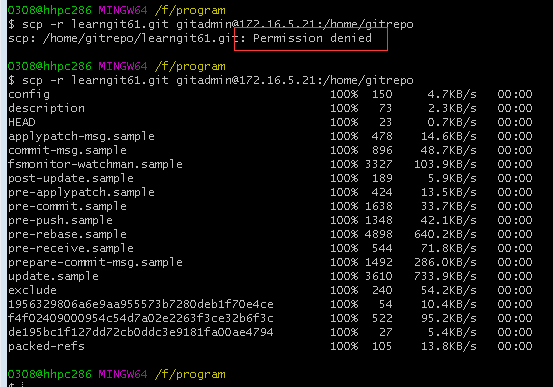 0308@hhpc286 MINGW64 /f/program
$ scp -r learngit61.git gitadmin@172.16.5.21:/home/gitrepo
scp: /home/gitrepo/learngit61.git: Permission denied
0308@hhpc286 MINGW64 /f/program
$ scp -r learngit61.git gitadmin@172.16.5.21:/home/gitrepo
config 100% 150 4.7KB/s 00:00
description 100% 73 2.3KB/s 00:00
HEAD 100% 23 0.7KB/s 00:00
applypatch-msg.sample 100% 478 14.6KB/s 00:00
commit-msg.sample 100% 896 48.7KB/s 00:00
fsmonitor-watchman.sample 100% 3327 103.9KB/s 00:00
post-update.sample 100% 189 5.9KB/s 00:00
pre-applypatch.sample 100% 424 13.5KB/s 00:00
pre-commit.sample 100% 1638 33.7KB/s 00:00
pre-push.sample 100% 1348 42.1KB/s 00:00
pre-rebase.sample 100% 4898 640.2KB/s 00:00
pre-receive.sample 100% 544 71.8KB/s 00:00
prepare-commit-msg.sample 100% 1492 286.0KB/s 00:00
update.sample 100% 3610 733.9KB/s 00:00
exclude 100% 240 54.2KB/s 00:00
1956329806a6e9aa955573b7280deb1f70e4ce 100% 54 10.4KB/s 00:00
f4f02409000954c54d7a02e2263f3ce32b6f3c 100% 522 95.2KB/s 00:00
de195bc1f127dd72cb0ddc3e9181fa00ae4794 100% 27 5.4KB/s 00:00
packed-refs 100% 105 13.8KB/s 00:00
0308@hhpc286 MINGW64 /f/program
$